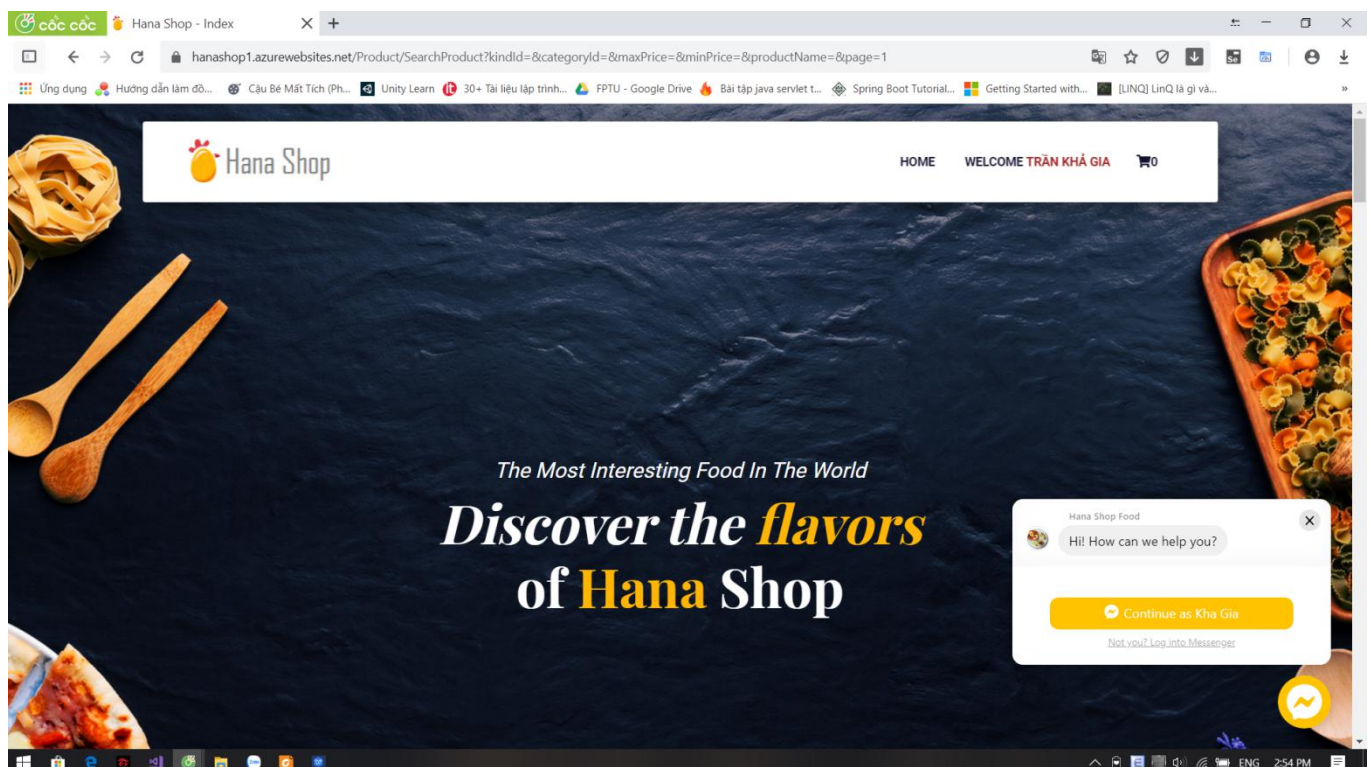 cốc cốc Hana Shop - Index
hanashop1.azurewebsites.net/Product/SearchProduct?kindId=&categoryId=&maxPrice=&minPrice=&productName=&page=1
Ứng dụng Hướng dẫn làm đồ... Cậu Bé Mất Tích (Ph... Unity Learn 30+ Tài liệu lập trình... FPTU - Google Drive Bài tập java servlet t... Spring Boot Tutorial... Getting Started with... [LINQ] LinQ là gì và... »
Hana Shop HOME WELCOME TRẦN KHẢ GIA 0
The Most Interesting Food In The World
Discover the flavors
of Hana Shop
Hana Shop Food
Hi! How can we help you?
Continue as Kha Gia
Not you? Log into Messenger
ENG 2:54 PM